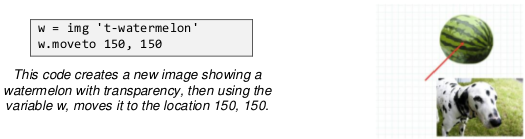 w = img 't-watermelon'
w.moveto 150, 150
This code creates a new image showing a
watermelon with transparency, then using the
variable w, moves it to the location 150, 150.